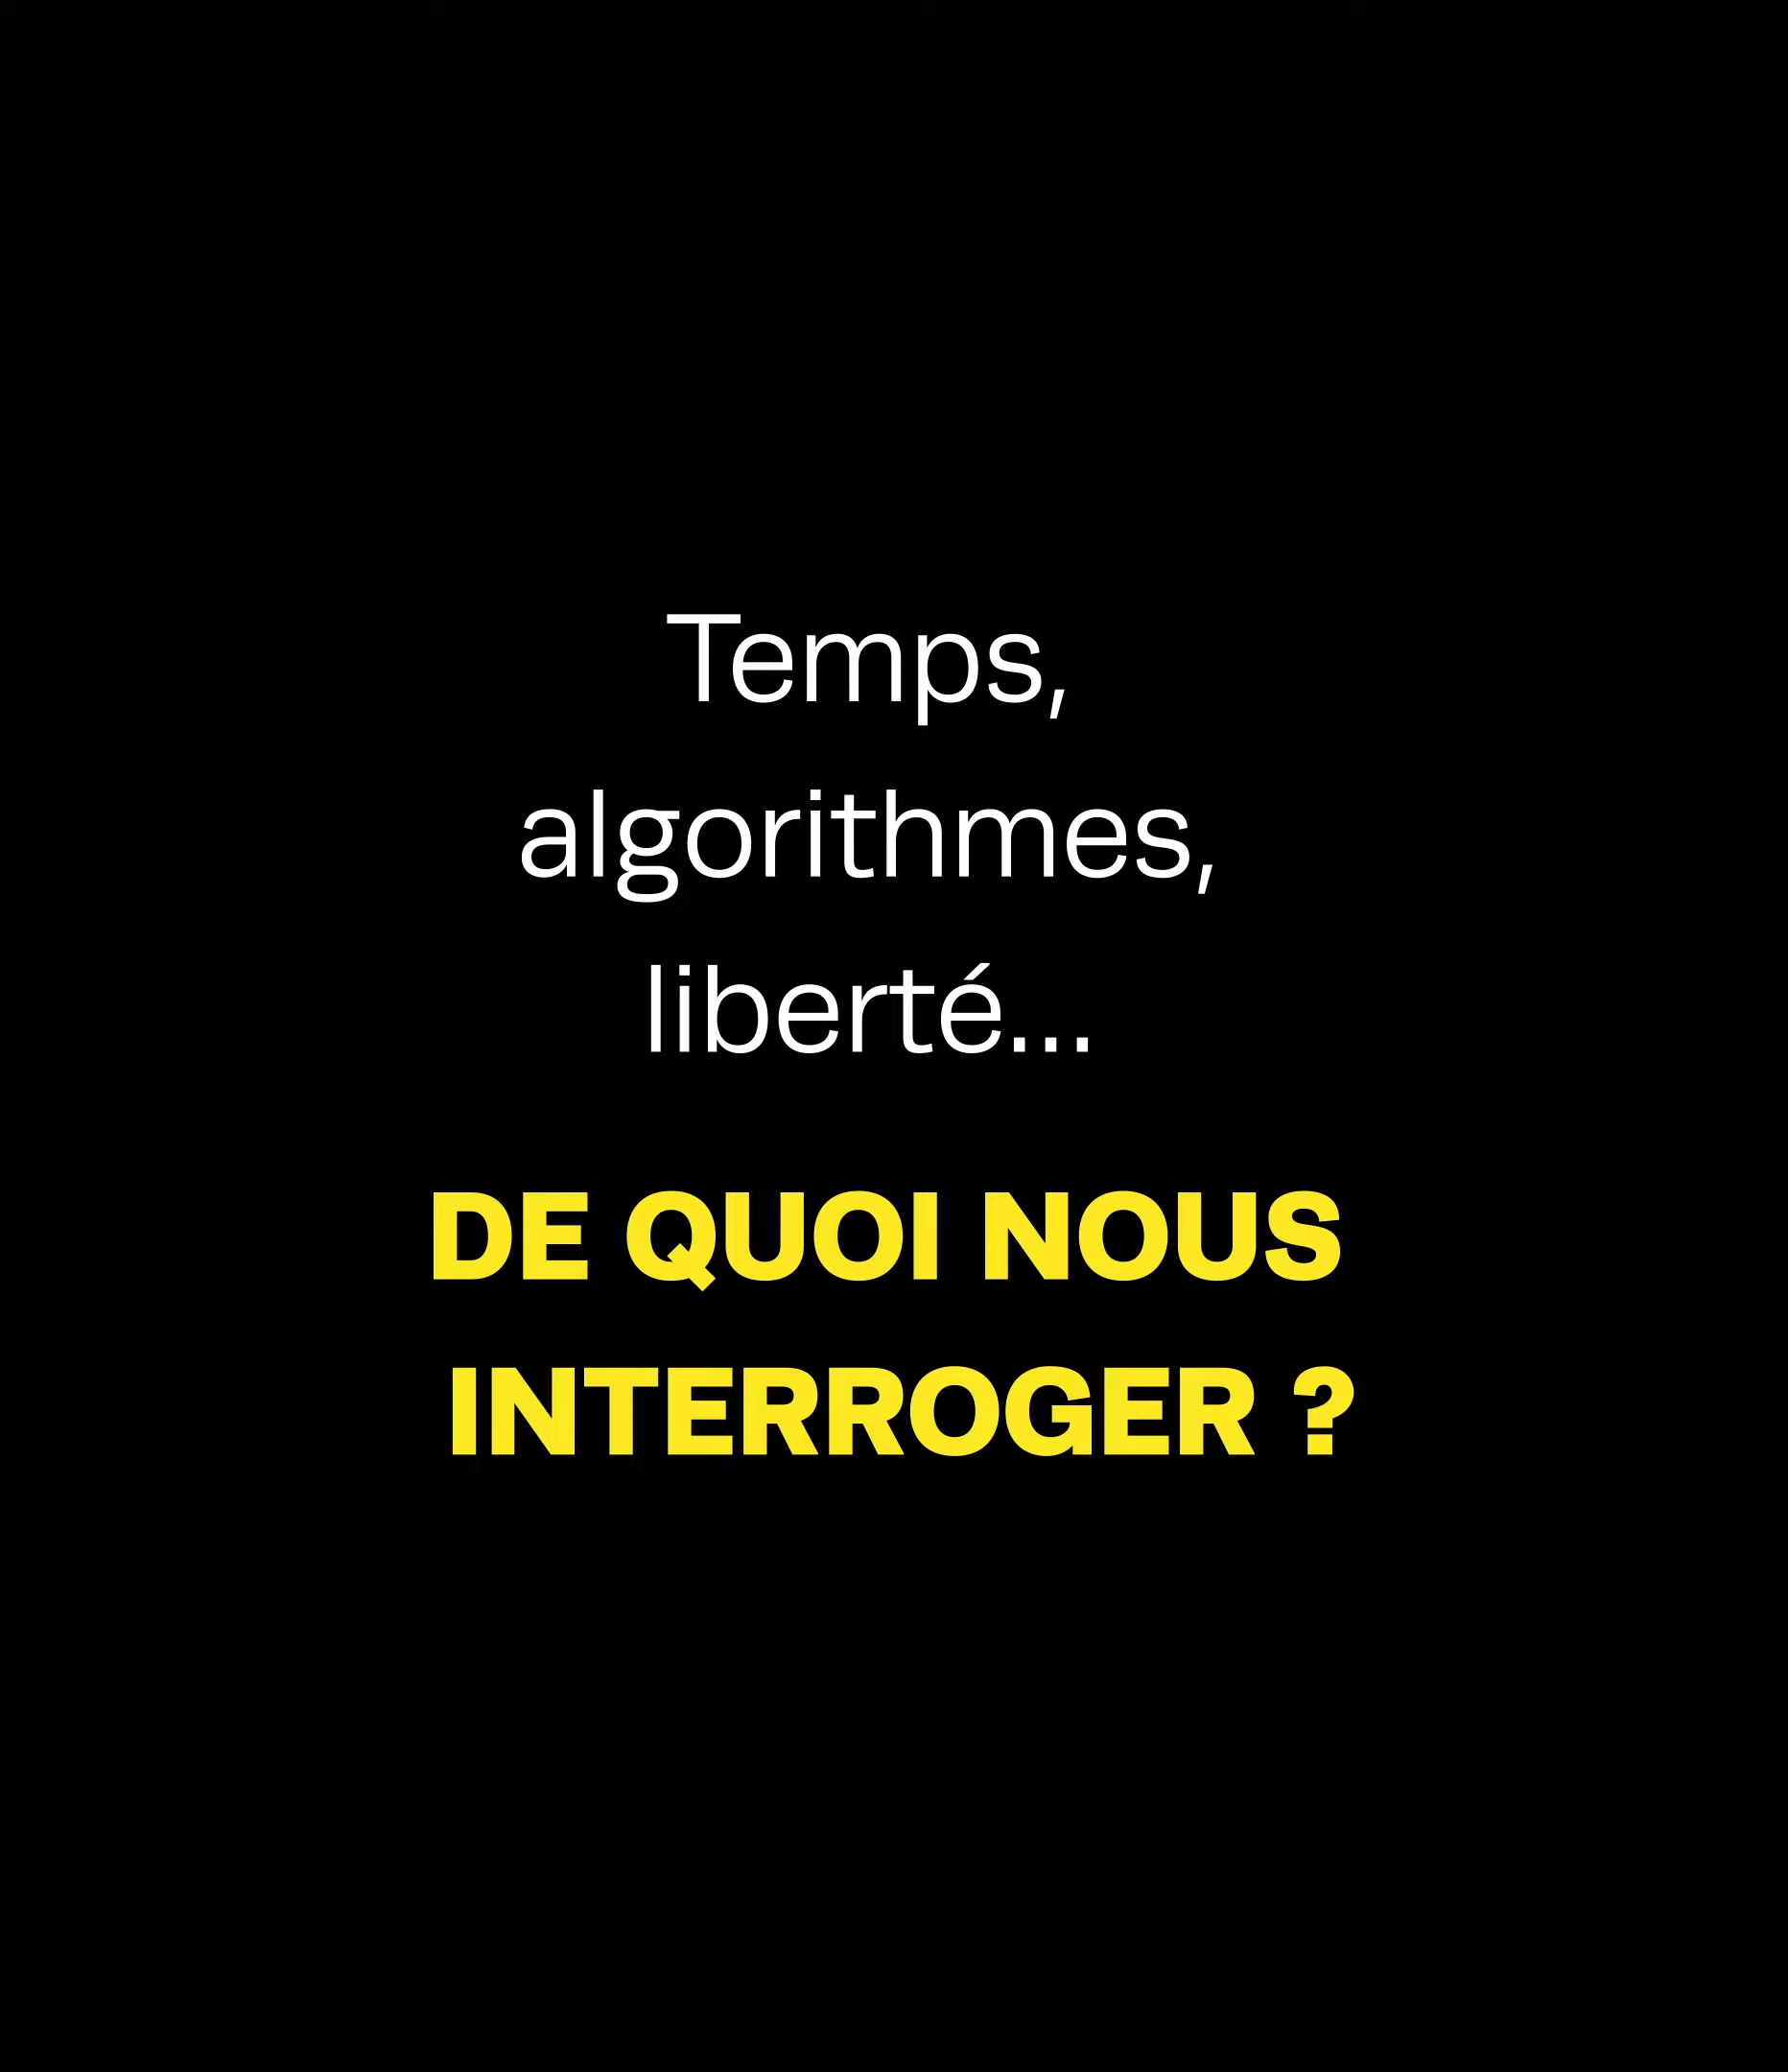 Temps,
algorithmes,
liberté...
DE QUOI NOUS
INTERROGER ?